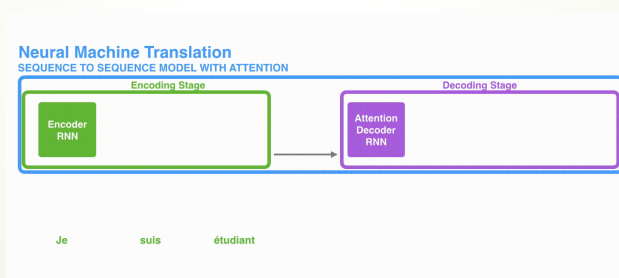 Neural Machine Translation
SEQUENCE TO SEQUENCE MODEL WITH ATTENTION
Encoding Stage
Decoding Stage
Encoder
RNN
Attention
Decoder
RNN
Je suis étudiant